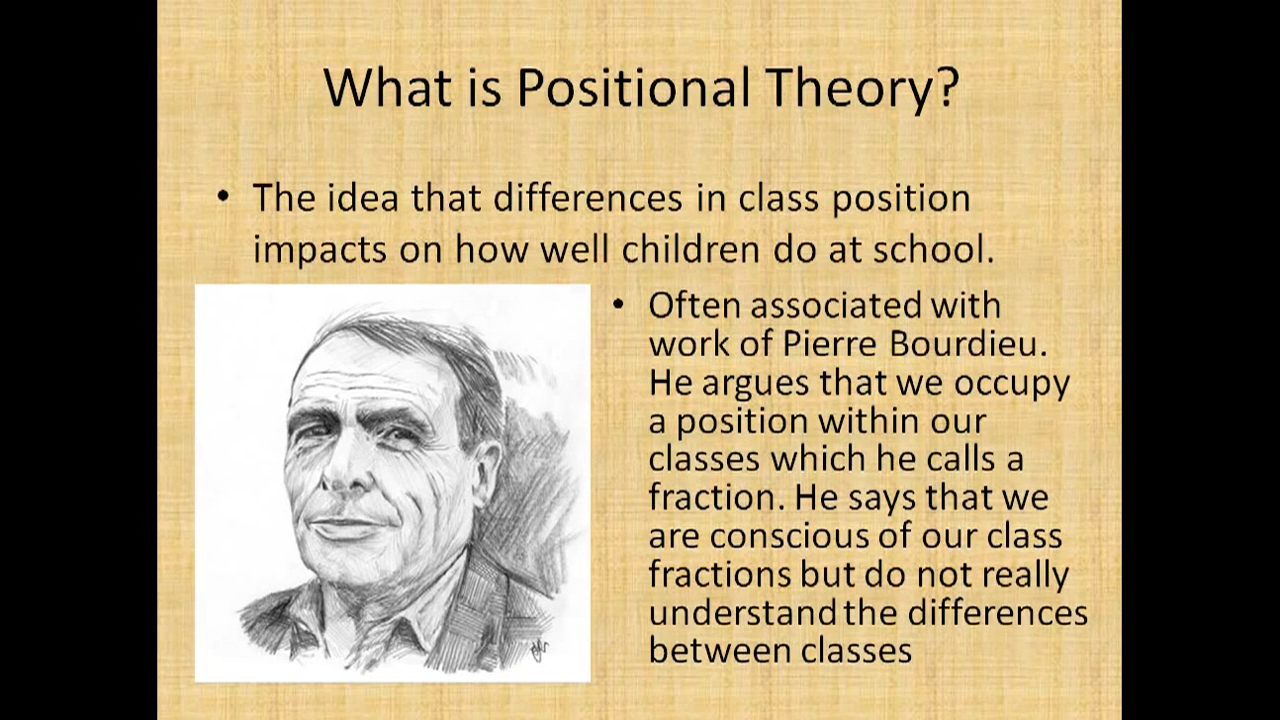 What is Positional Theory?
• The idea that differences in class position
impacts on how well children do at school.
• Often associated with
work of Pierre Bourdieu.
He argues that we occupy
a position within our
classes which he calls a
fraction. He says that we
are conscious of our class
fractions but do not really
understand the differences
between classes